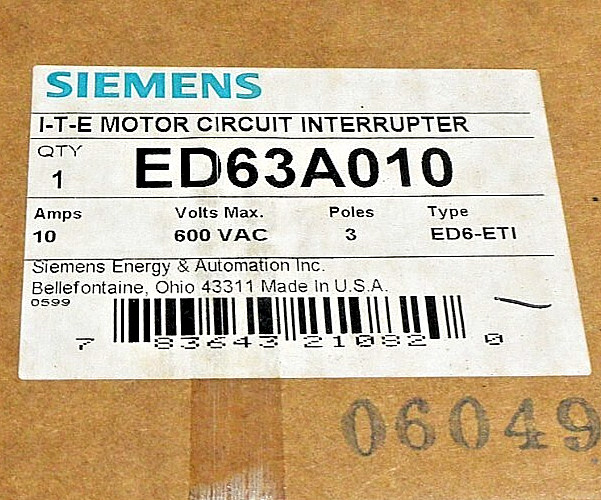 SIEMENS
I-T-E MOTOR CIRCUIT INTERRUPTER
QTY
1
ED63A010
Amps Volts Max. Poles Type
10 600 VAC 3 ED6-ETI
Siemens Energy & Automation Inc.
Bellefontaine, Ohio 43311 Made In U.S.A.
0599
7 83643 21082 0
06049